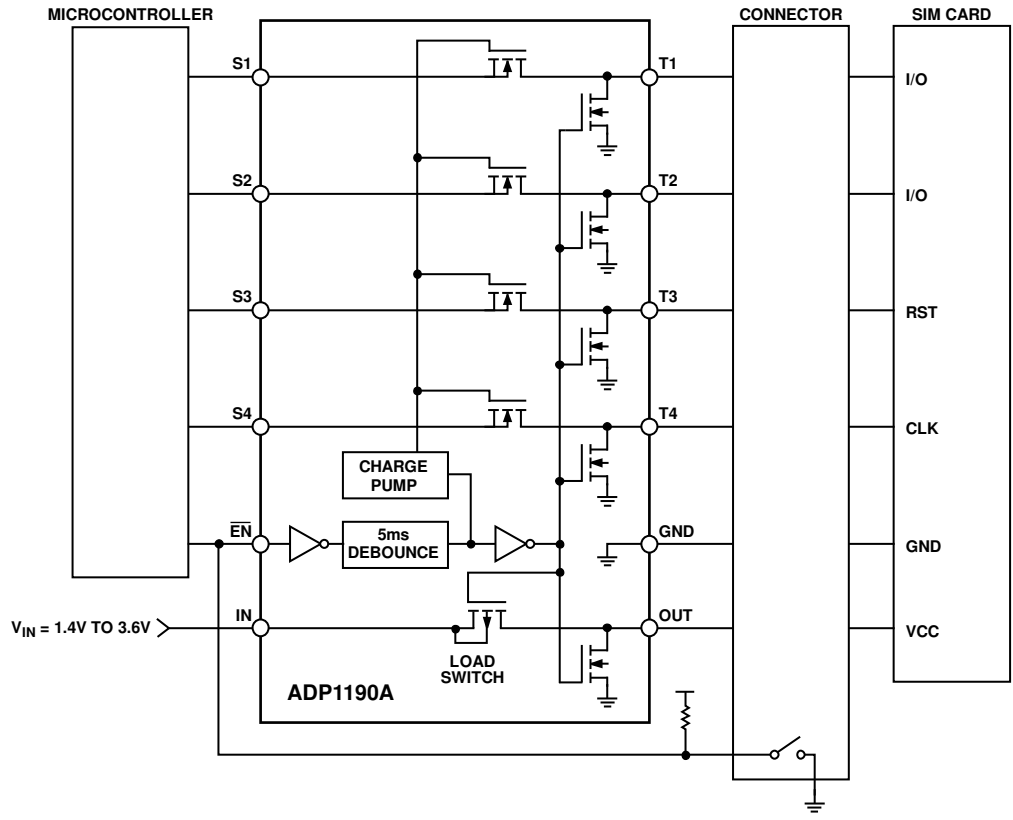 MICROCONTROLLER
CONNECTOR
SIM CARD
S1
T1
I/O
S2
T2
I/O
S3
T3
RST
S4
T4
CLK
CHARGE
PUMP
EN
5ms
DEBOUNCE
GND
GND
IN
OUT
VIN = 1.4V TO 3.6V
VCC
LOAD
SWITCH
ADP1190A